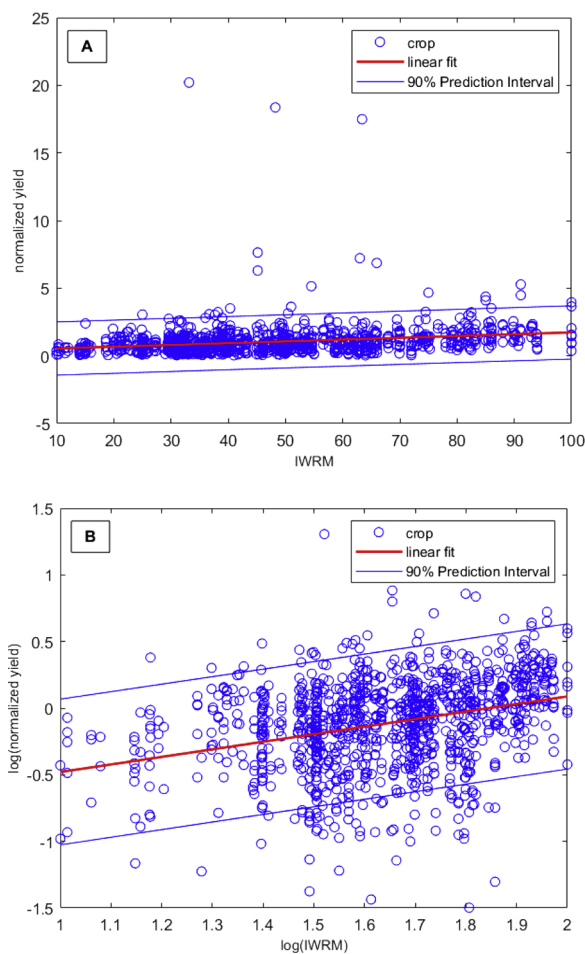 A
crop
linear fit
90% Prediction Interval
25
20
15
10
5
0
-5
normalized yield
10 20 30 40 50 60 70 80 90 100
IWRM
B
crop
linear fit
90% Prediction Interval
1.5
1
0.5
0
-0.5
-1
-1.5
log(normalized yield)
1 1.1 1.2 1.3 1.4 1.5 1.6 1.7 1.8 1.9 2
log(IWRM)